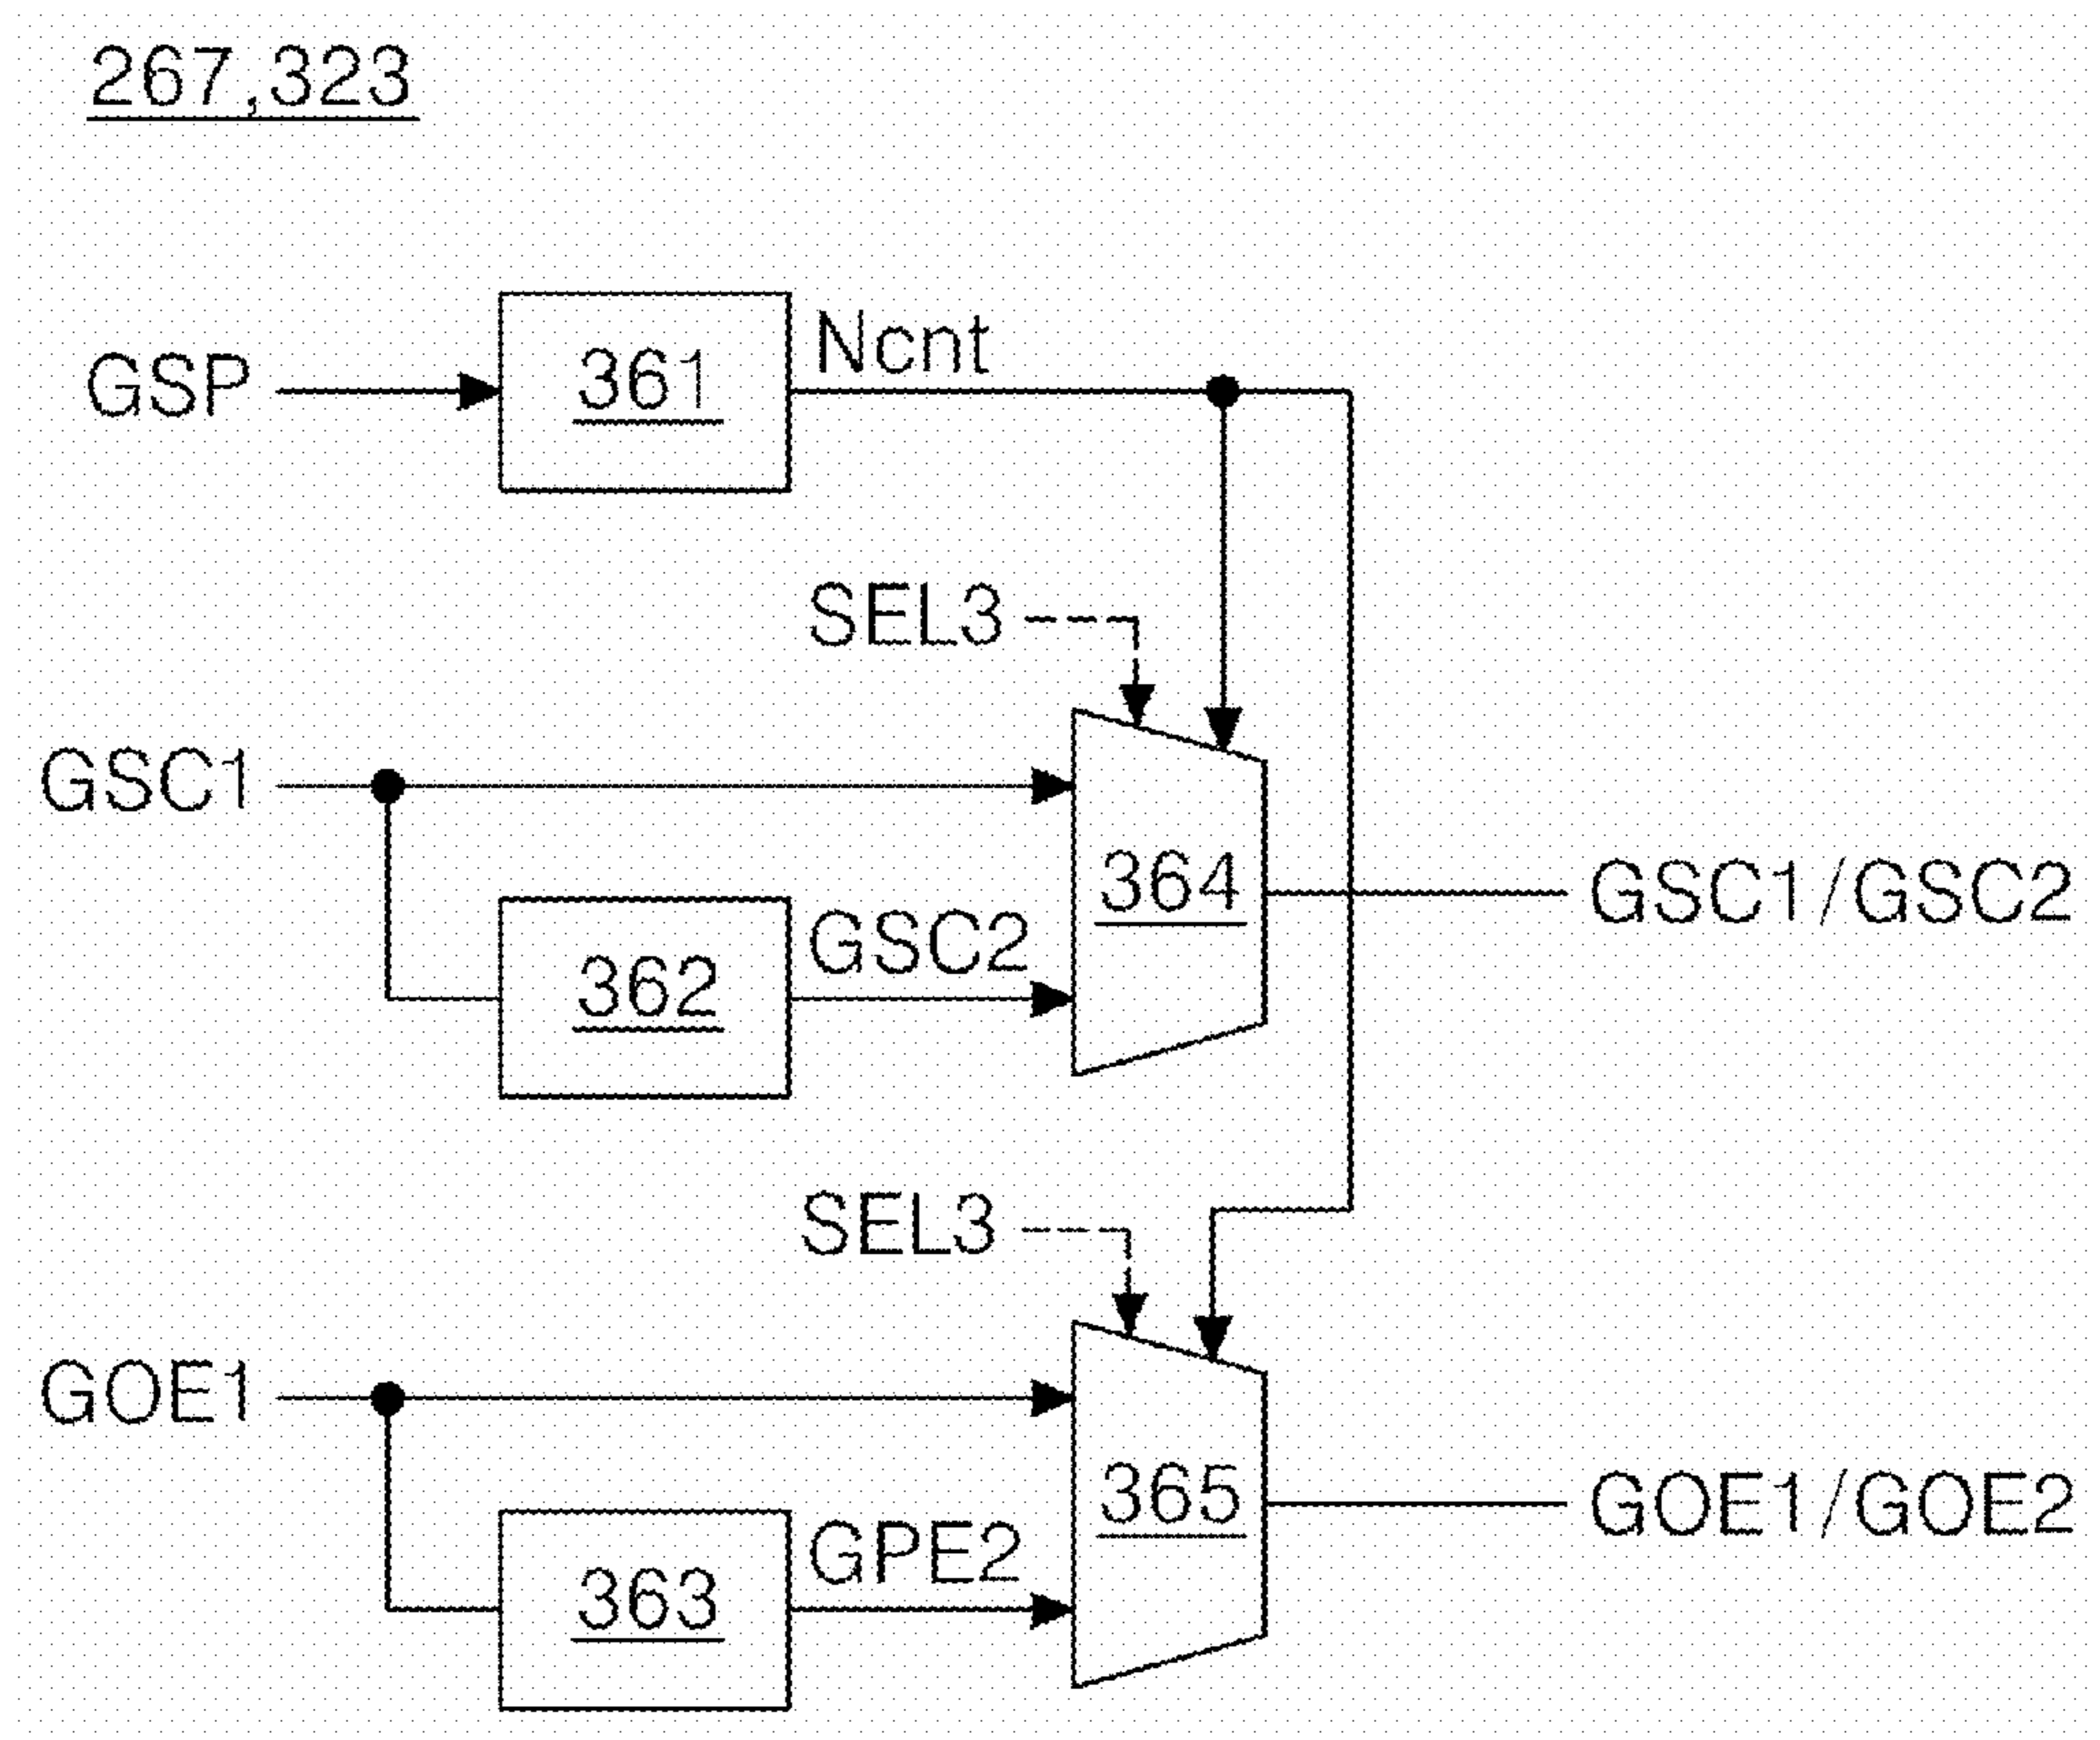 267,323
GSP
361
Ncnt
SEL3
GSC1
364
GSC1/GSC2
362
GSC2
SEL3
GOE1
365
GOE1/GOE2
363
GPE2